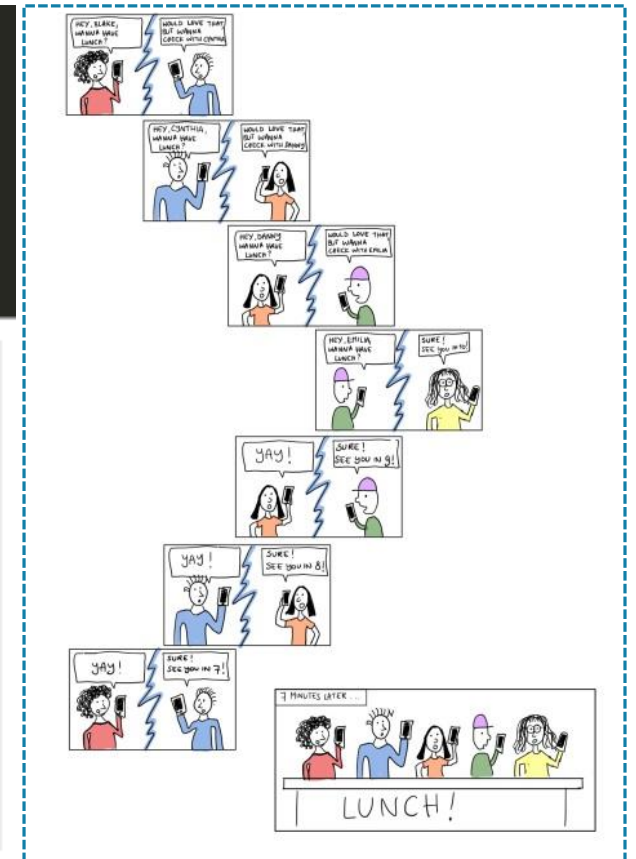 HEY, BLAKE,
WANNA HAVE
LUNCH?
WOULD LOVE THAT
BUT WANNA
CHECK WITH CYNTHIA
HEY, CYNTHIA,
WANNA HAVE
LUNCH?
WOULD LOVE THAT
BUT WANNA
CHECK WITH DANNY
HEY, DANNY
WANNA HAVE
LUNCH?
WOULD LOVE THAT
BUT WANNA
CHECK WITH EMILIA
HEY, EMILIA
WANNA HAVE
LUNCH?
SURE!
SEE YOU IN 10!
YAY!
SURE!
SEE YOU IN 9!
YAY!
SURE!
SEE YOU IN 8!
YAY!
SURE!
SEE YOU IN 7!
7 MINUTES LATER...
LUNCH!